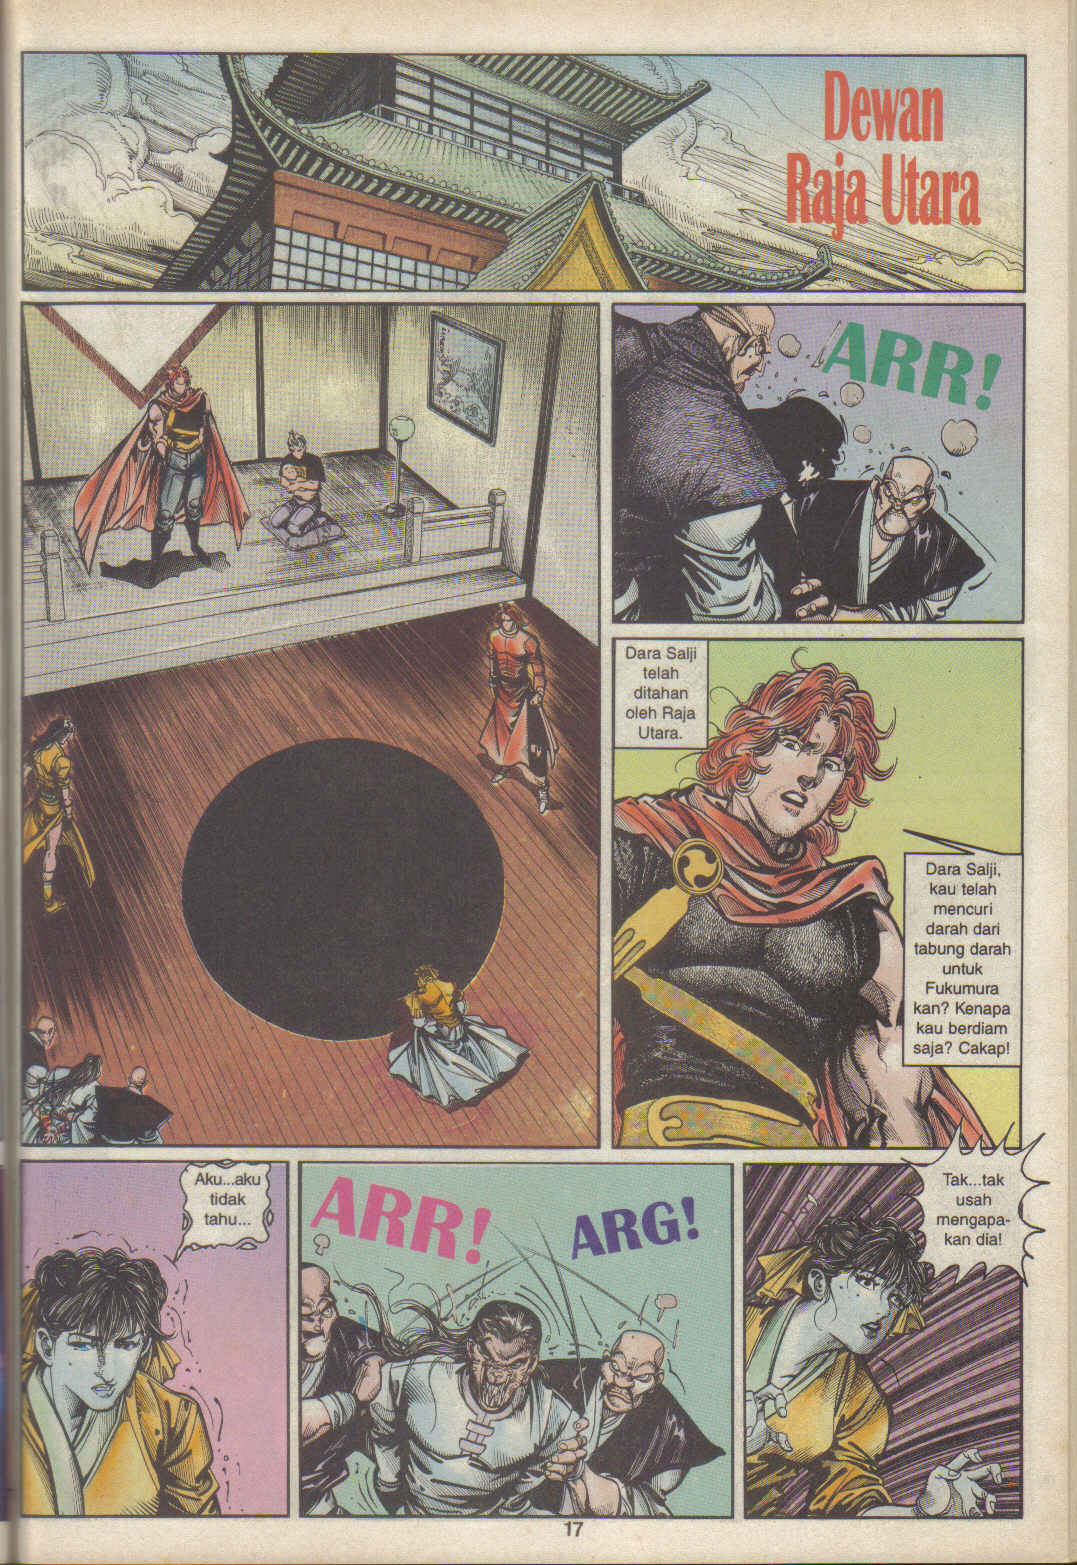 Dewan
Raja Utara
ARR!
Dara Salji
telah
ditahan
oleh Raja
Utara.
Dara Salji,
kau telah
mencuri
darah dari
tabung darah
untuk
Fukumura
kan? Kenapa
kau berdiam
saja? Cakap!
Aku...aku
tidak
tahu...
ARR!
ARG!
Tak...tak
usah
mengapa-
kan dia!
17